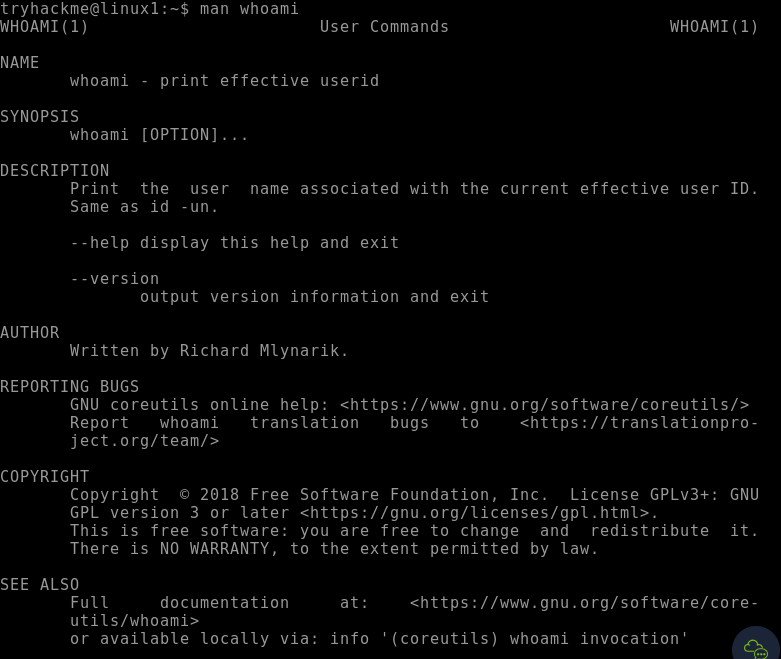 tryhackme@linux1:~$ man whoami
WHOAMI(1)                       User Commands                      WHOAMI(1)

NAME
       whoami - print effective userid

SYNOPSIS
       whoami [OPTION]...

DESCRIPTION
       Print  the  user  name associated with the current effective user ID.
       Same as id -un.

       --help display this help and exit

       --version
              output version information and exit

AUTHOR
       Written by Richard Mlynarik.

REPORTING BUGS
       GNU coreutils online help: <https://www.gnu.org/software/coreutils/>
       Report   whoami   translation   bugs   to    <https://translationpro-
       ject.org/team/>

COPYRIGHT
       Copyright  © 2018 Free Software Foundation, Inc.  License GPLv3+: GNU
       GPL version 3 or later <https://gnu.org/licenses/gpl.html>.
       This is free software: you are free to change  and  redistribute  it.
       There is NO WARRANTY, to the extent permitted by law.

SEE ALSO
       Full     documentation     at:    <https://www.gnu.org/software/core-
       utils/whoami>
       or available locally via: info '(coreutils) whoami invocation'